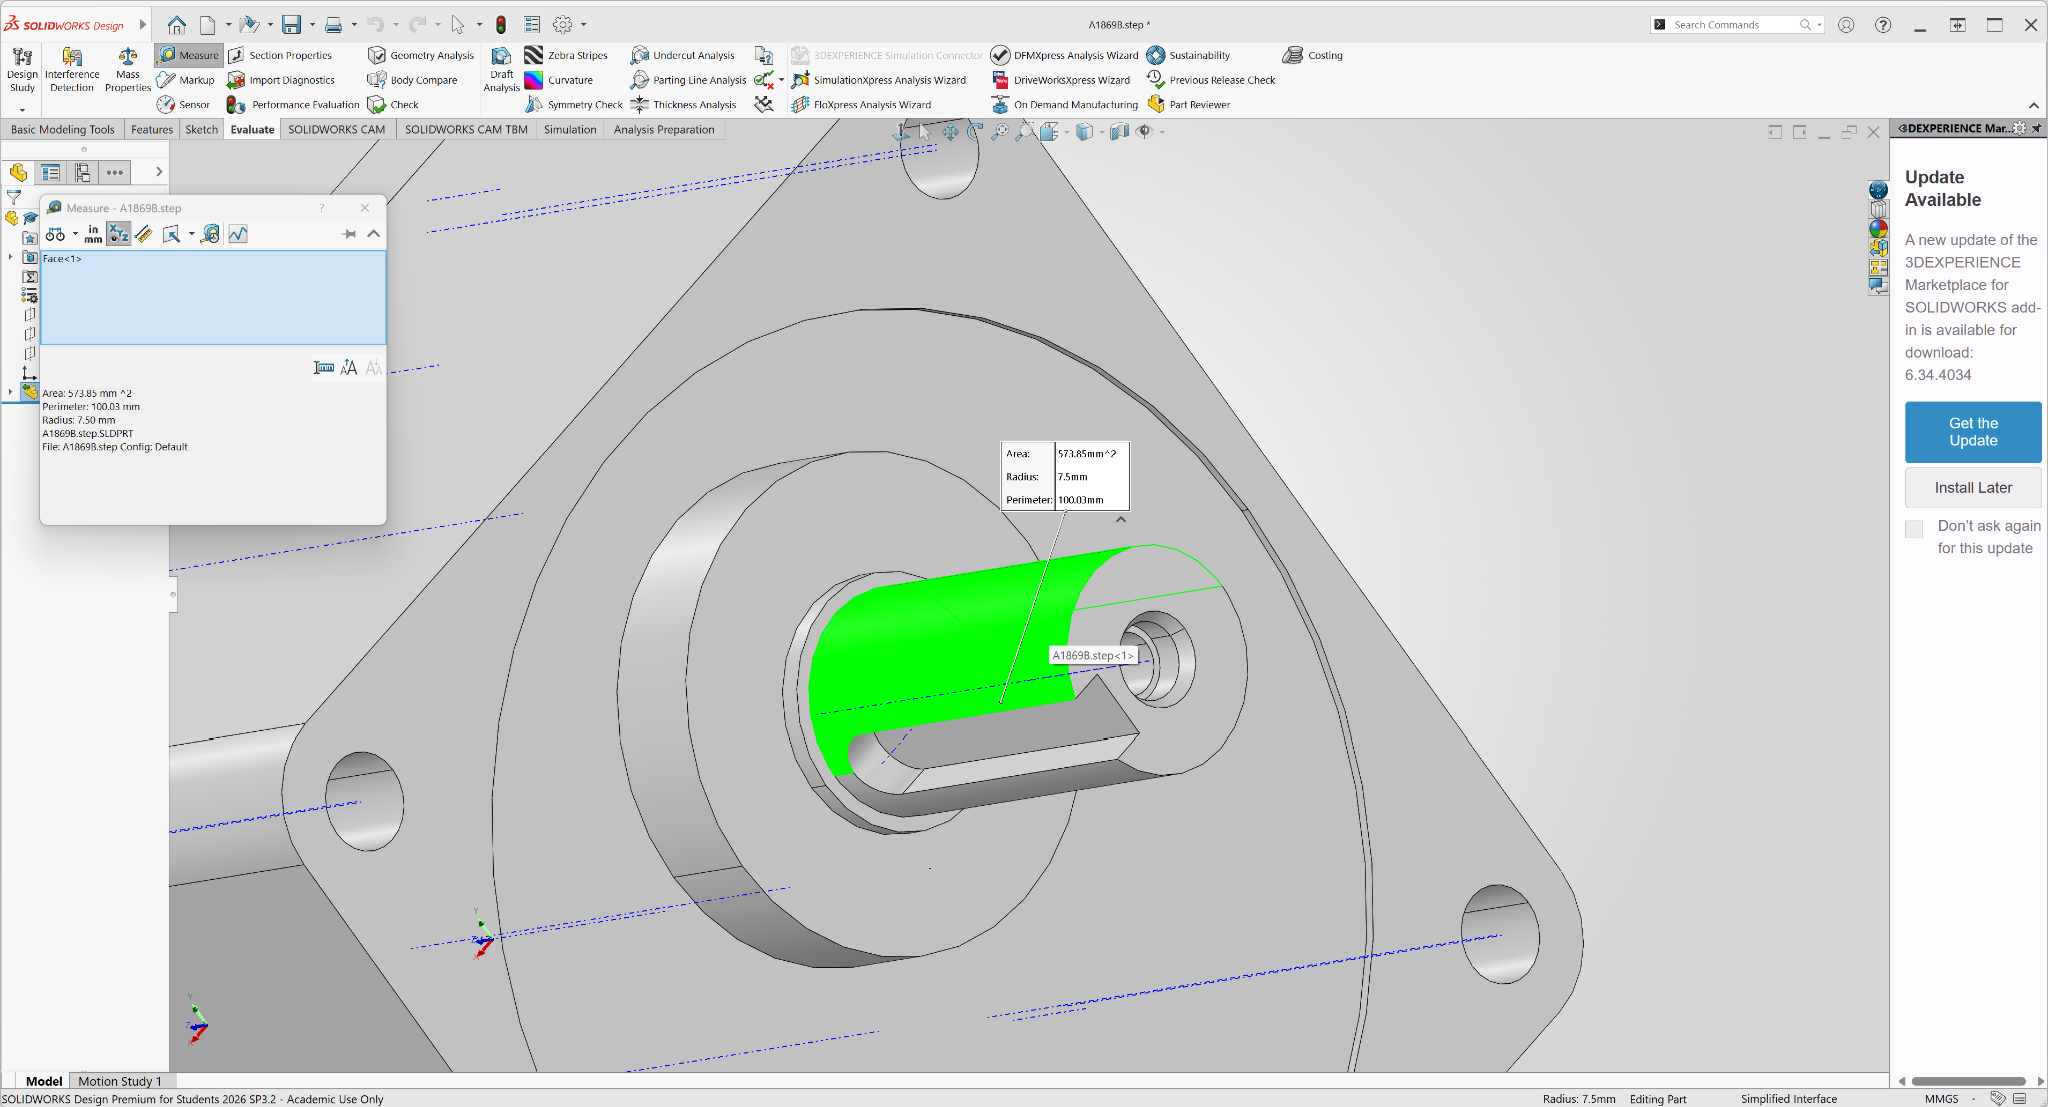 SOLIDWORKS Design
A1869B.step *
Search Commands
Design Study
Interference Detection
Mass Properties
Measure
Markup
Sensor
Section Properties
Import Diagnostics
Performance Evaluation
Geometry Analysis
Body Compare
Check
Draft Analysis
Zebra Stripes
Curvature
Symmetry Check
Undercut Analysis
Parting Line Analysis
Thickness Analysis
3DEXPERIENCE Simulation Connector
SimulationXpress Analysis Wizard
FloXpress Analysis Wizard
DFMXpress Analysis Wizard
DriveWorksXpress Wizard
On Demand Manufacturing
Sustainability
Previous Release Check
Part Reviewer
Costing
Basic Modeling Tools
Features
Sketch
Evaluate
SOLIDWORKS CAM
SOLIDWORKS CAM TBM
Simulation
Analysis Preparation
Measure - A1869B.step
?
in
mm
XYZ
Face<1>
Area: 573.85 mm ^2
Perimeter: 100.03 mm
Radius: 7.50 mm
A1869B.step.SLDPRT
File: A1869B.step Config: Default
Area: 573.85mm^2
Radius: 7.5mm
Perimeter: 100.03mm
A1869B.step<1>
Y
Z
X
Y
Z
X
3DEXPERIENCE Mar...
Update
Available
A new update of the
3DEXPERIENCE
Marketplace for
SOLIDWORKS add-
in is available for
download:
6.34.4034
Get the
Update
Install Later
Don't ask again
for this update
Model
Motion Study 1
SOLIDWORKS Design Premium for Students 2026 SP3.2 - Academic Use Only
Radius: 7.5mm
Editing Part
Simplified Interface
MMGS